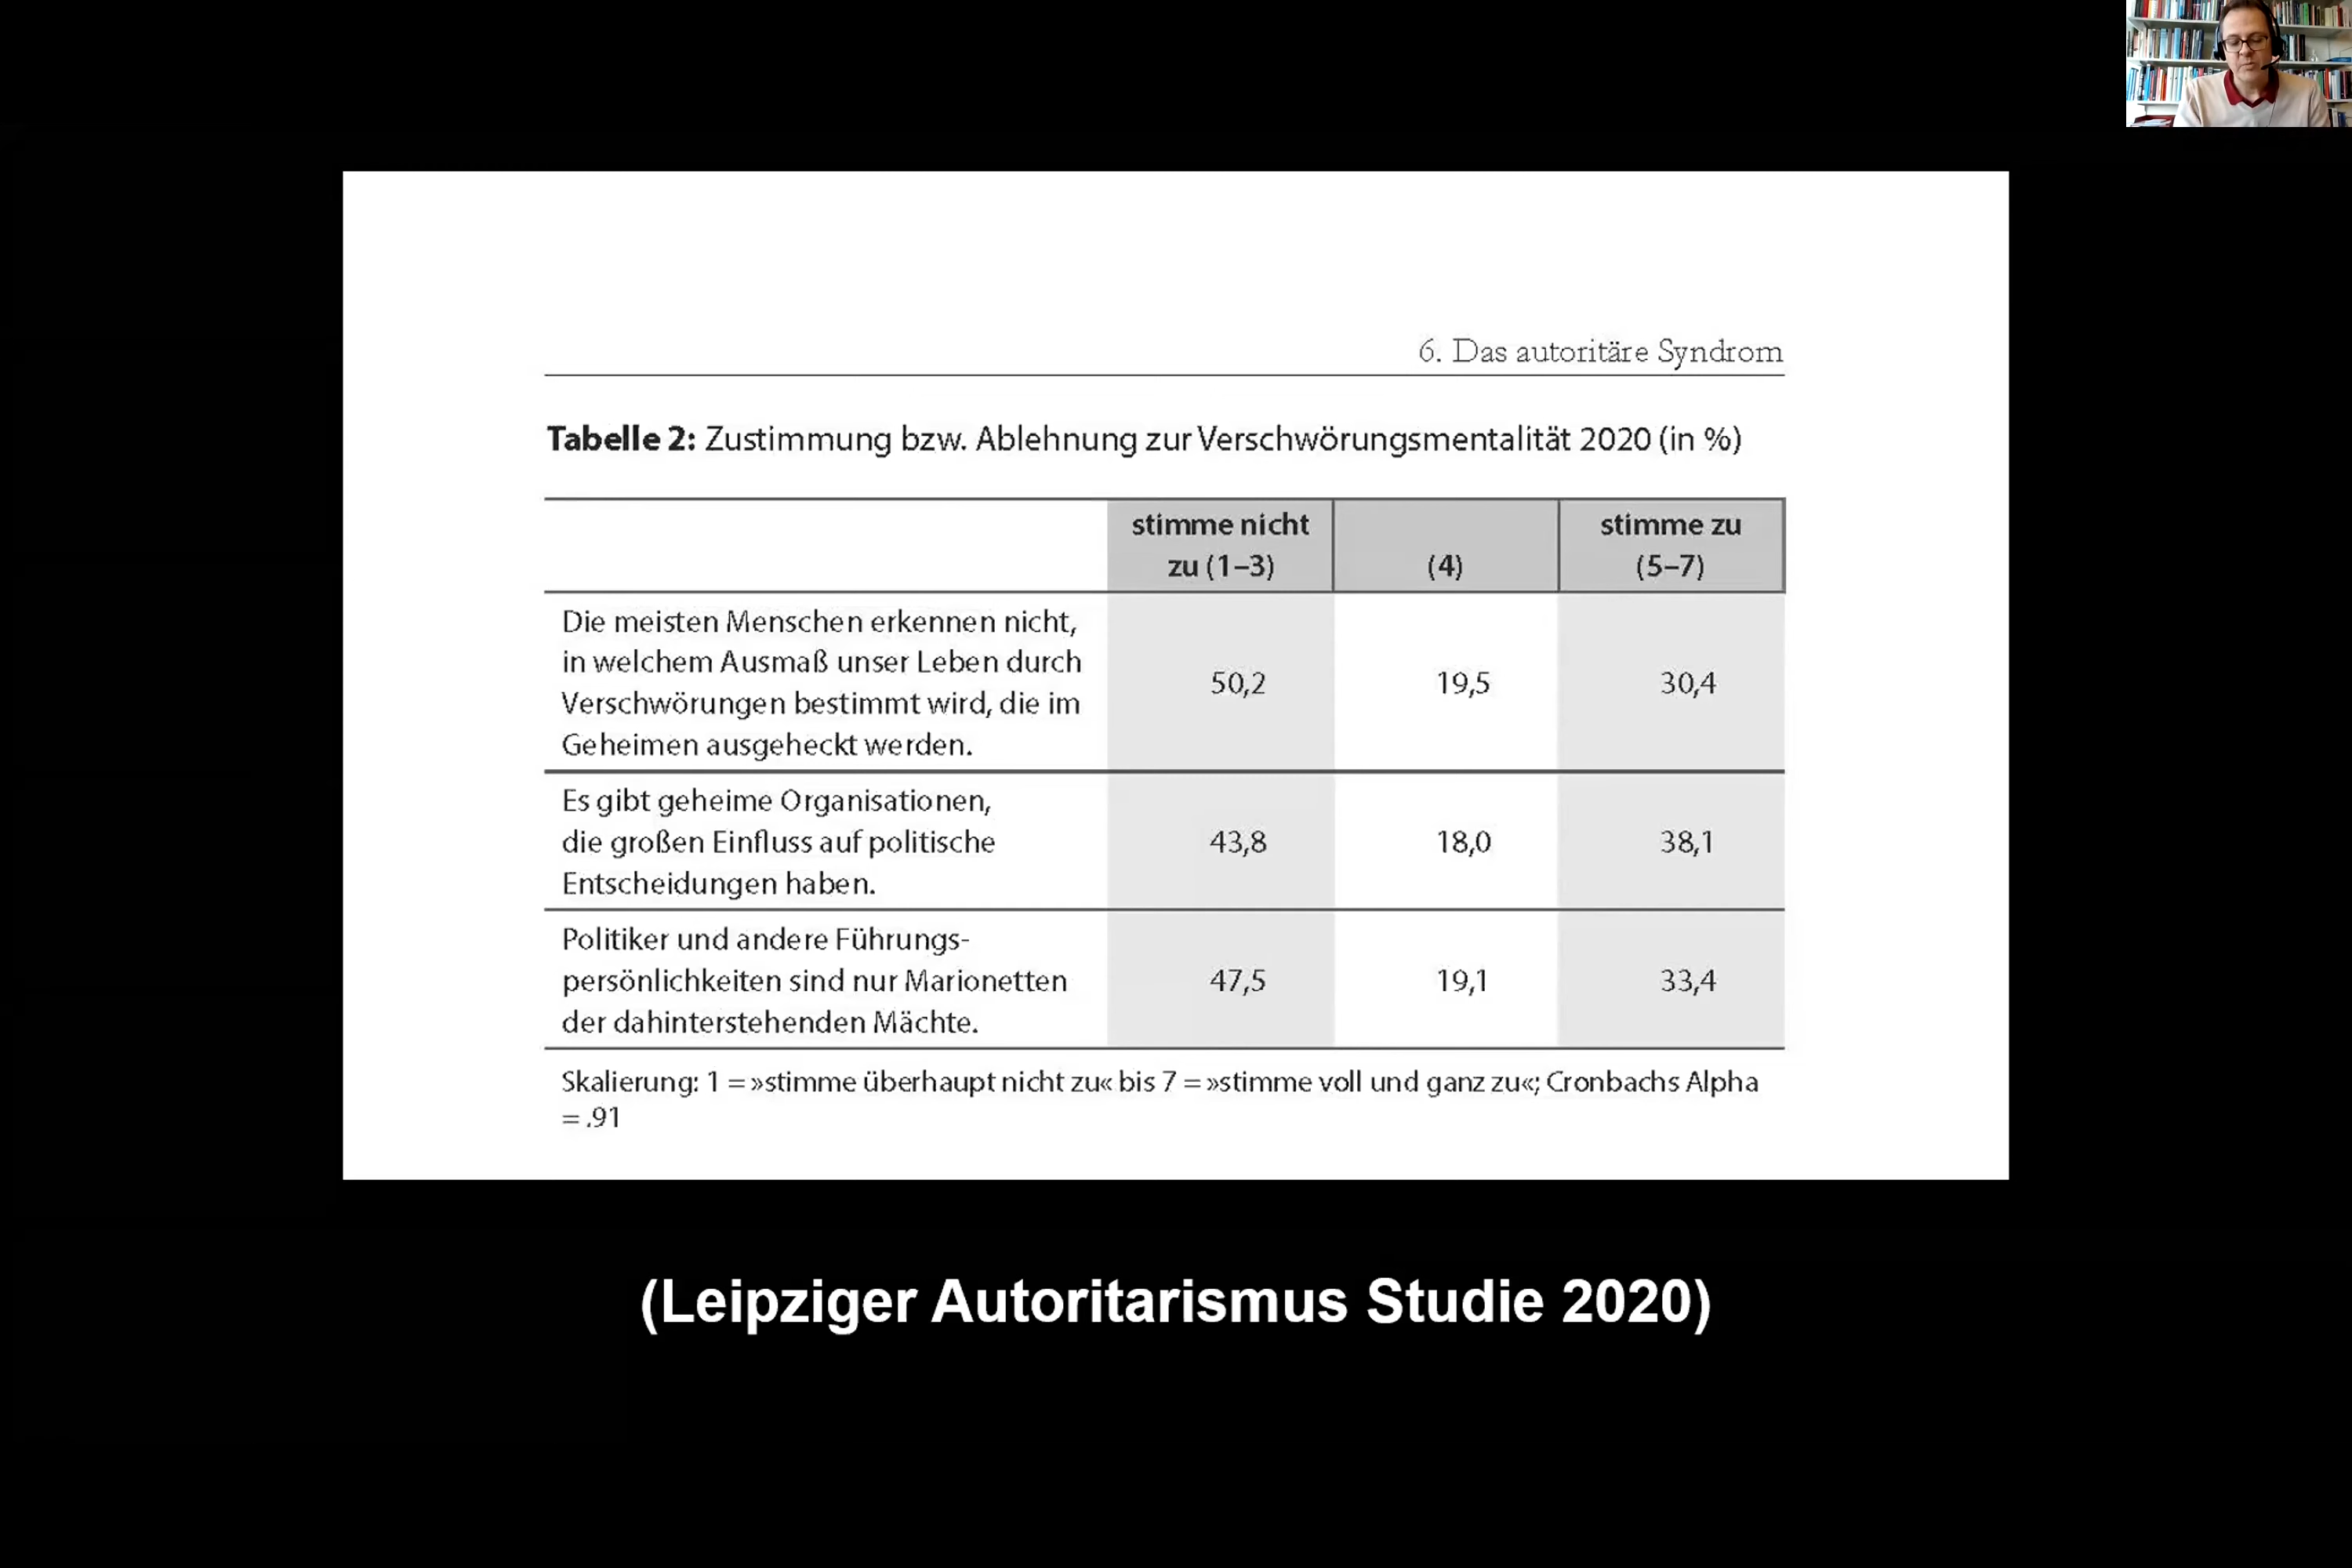 6. Das autoritäre Syndrom
Tabelle 2: Zustimmung bzw. Ablehnung zur Verschwörungsmentalität 2020 (in %)
stimme nicht
zu (1–3)
(4)
stimme zu
(5–7)
Die meisten Menschen erkennen nicht,
in welchem Ausmaß unser Leben durch
Verschwörungen bestimmt wird, die im
Geheimen ausgeheckt werden.
50,2
19,5
30,4
Es gibt geheime Organisationen,
die großen Einfluss auf politische
Entscheidungen haben.
43,8
18,0
38,1
Politiker und andere Führungs-
persönlichkeiten sind nur Marionetten
der dahinterstehenden Mächte.
47,5
19,1
33,4
Skalierung: 1 = »stimme überhaupt nicht zu« bis 7 = »stimme voll und ganz zu«; Cronbachs Alpha
= .91
(Leipziger Autoritarismus Studie 2020)